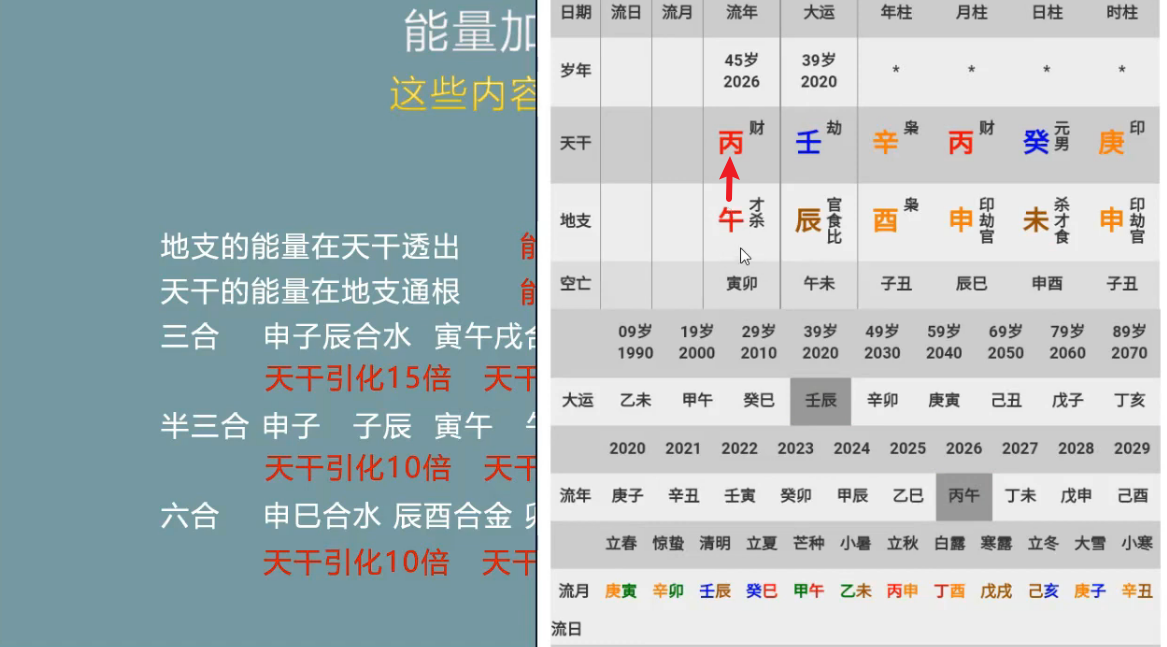 能量加
这些内容
地支的能量在天干透出 能
天干的能量在地支通根 能
三合 申子辰合水 寅午戌合
天干引化15倍 天干
半三合 申子 子辰 寅午 午
天干引化10倍 天干
六合 申巳合水 辰酉合金 卯
天干引化10倍 天干
日期 流日 流月 流年 大运 年柱 月柱 日柱 时柱
岁年 45岁 2026 39岁 2020 * * * *
天干 丙 财 壬 劫 辛 枭 丙 财 癸 元男 庚 印
地支 午 才杀 辰 官食比 酉 枭 申 印劫官 未 杀才食 申 印劫官
空亡 寅卯 午未 子丑 辰巳 申酉 子丑
09岁 19岁 29岁 39岁 49岁 59岁 69岁 79岁 89岁
1990 2000 2010 2020 2030 2040 2050 2060 2070
大运 乙未 甲午 癸巳 壬辰 辛卯 庚寅 己丑 戊子 丁亥
2020 2021 2022 2023 2024 2025 2026 2027 2028 2029
流年 庚子 辛丑 壬寅 癸卯 甲辰 乙巳 丙午 丁未 戊申 己酉
立春 惊蛰 清明 立夏 芒种 小暑 立秋 白露 寒露 立冬 大雪 小寒
流月 庚寅 辛卯 壬辰 癸巳 甲午 乙未 丙申 丁酉 戊戌 己亥 庚子 辛丑
流日